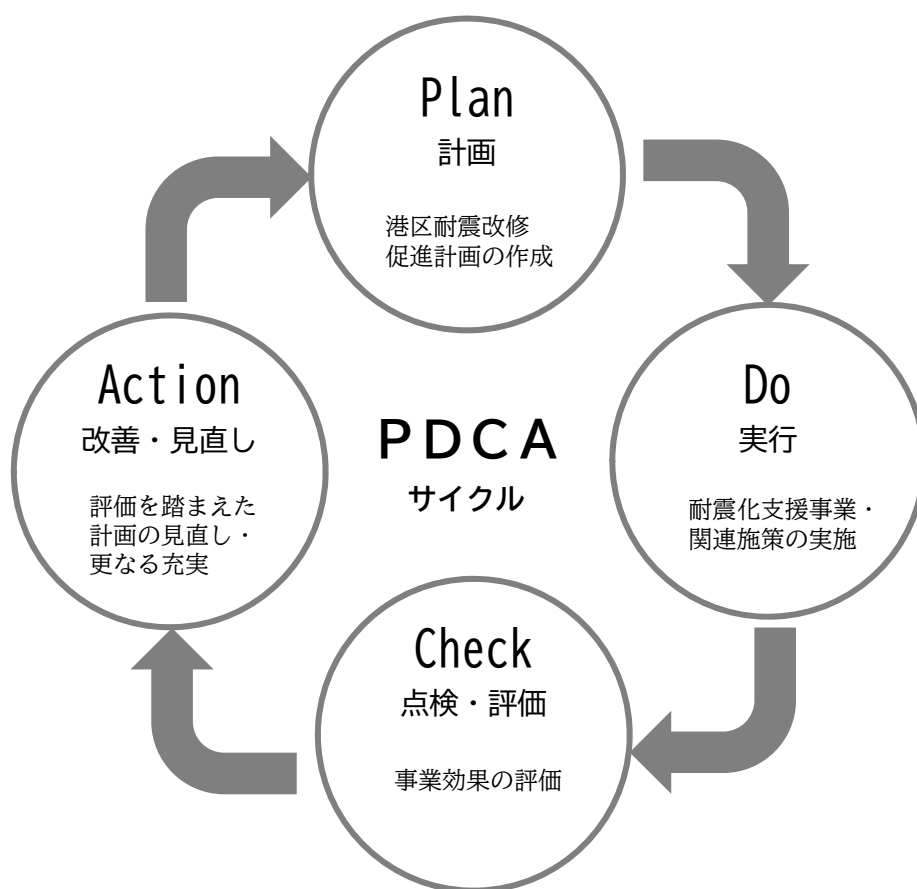 Plan
計画
港区耐震改修
促進計画の作成
Do
実行
耐震化支援事業・
関連施策の実施
Check
点検・評価
事業効果の評価
Action
改善・見直し
評価を踏まえた
計画の見直し・
更なる充実
PDCA
サイクル